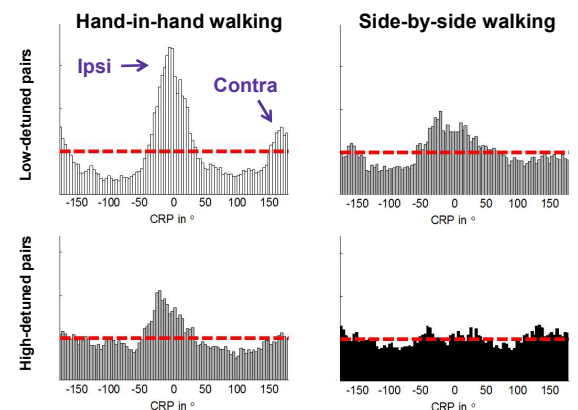 Hand-in-hand walking
Side-by-side walking
Low-detuned pairs
Ipsi
Contra
-150 -100 -50 0 50 100 150
CRP in °
-150 -100 -50 0 50 100 150
CRP in °
High-detuned pairs
-150 -100 -50 0 50 100 150
CRP in °
-150 -100 -50 0 50 100 150
CRP in °